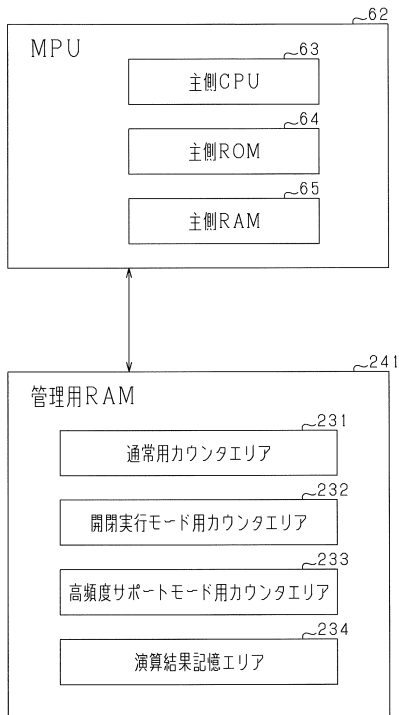 62
MPU
63
主側CPU
64
主側ROM
65
主側RAM
241
管理用RAM
231
通常用カウンタエリア
232
開閉実行モード用カウンタエリア
233
高頻度サポートモード用カウンタエリア
234
演算結果記憶エリア